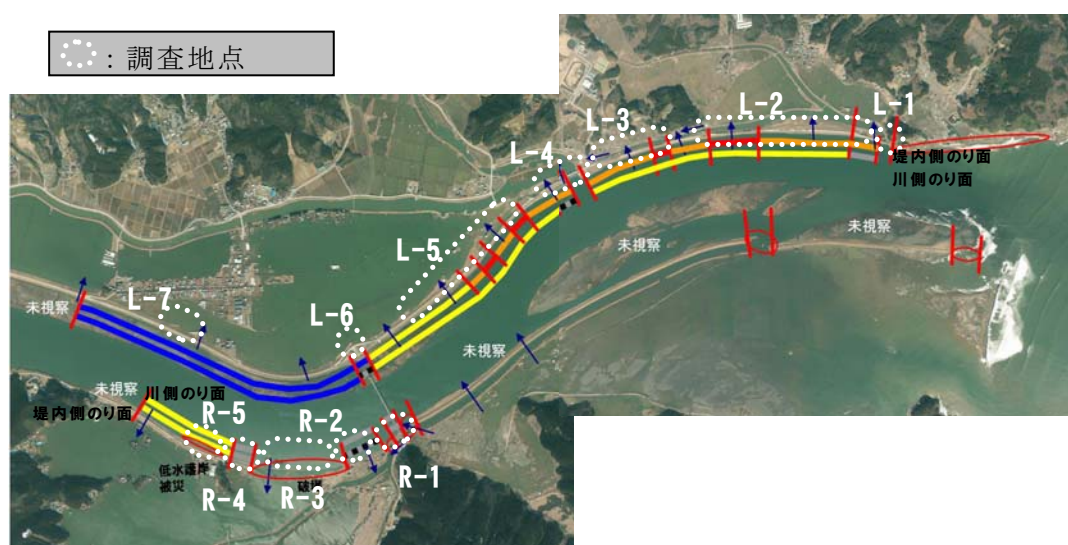 : 調査地点
L-1
L-2
L-3
L-4
堤内側のり面
川側のり面
未視察
未視察
L-5
L-7
L-6
未視察
未視察
未視察
川側のり面
堤内側のり面
R-5
R-2
低水護岸
被災
破堤
R-4
R-3
R-1